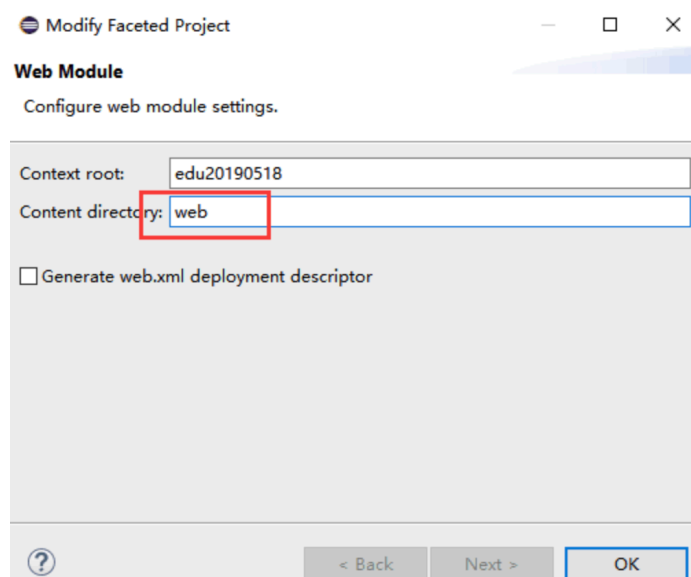 Modify Faceted Project
Web Module
Configure web module settings.
Context root: edu20190518
Content directory: web
Generate web.xml deployment descriptor
? < Back Next > OK